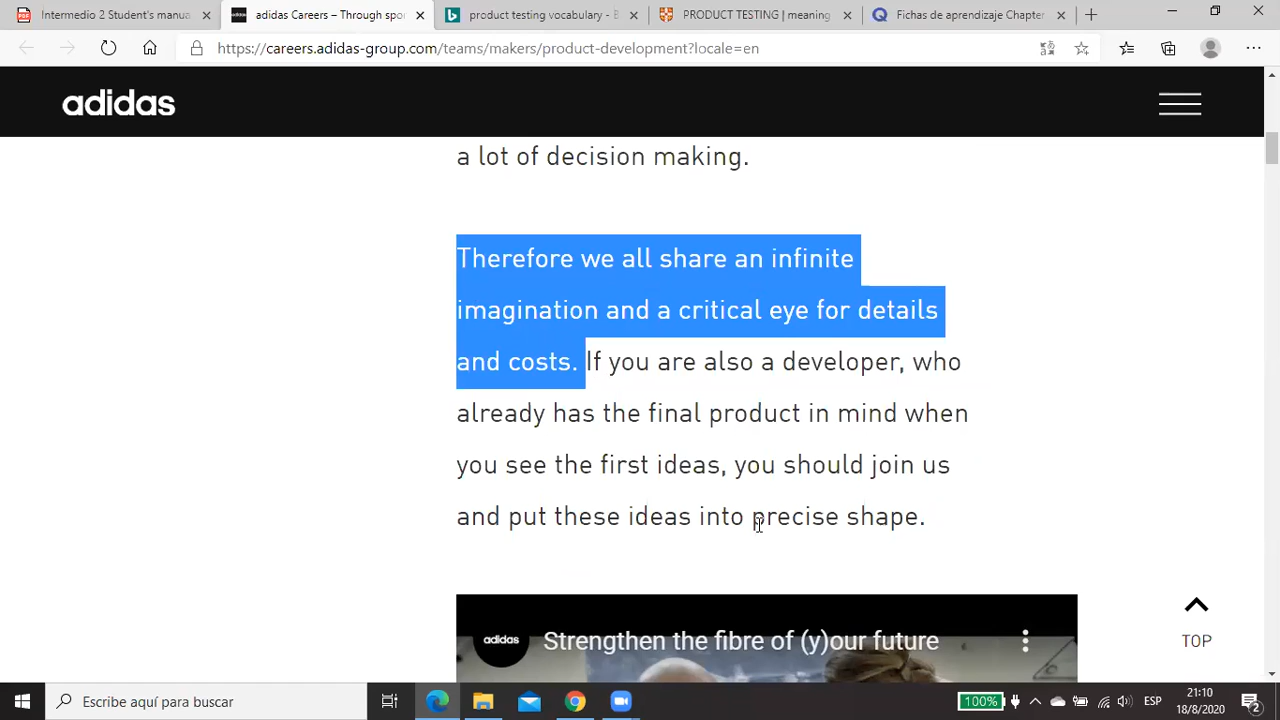 Intermedio 2 Student's manu
adidas Careers – Through spo
product testing vocabulary - B
PRODUCT TESTING | meaning
Fichas de aprendizaje Chapter
https://careers.adidas-group.com/teams/makers/product-development?locale=en
adidas
a lot of decision making.
Therefore we all share an infinite
imagination and a critical eye for details
and costs. If you are also a developer, who
already has the final product in mind when
you see the first ideas, you should join us
and put these ideas into precise shape.
adidas
Strengthen the fibre of (y)our future
TOP
Escribe aquí para buscar
100%
ESP
21:10
18/8/2020
2